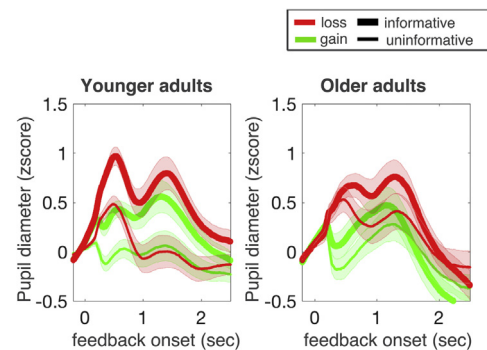 loss
informative
gain
uninformative
Younger adults
Older adults
1.5
1
0.5
0
-0.5
Pupil diameter (zscore)
0
1
2
feedback onset (sec)
1.5
1
0.5
0
-0.5
Pupil diameter (zscore)
0
1
2
feedback onset (sec)